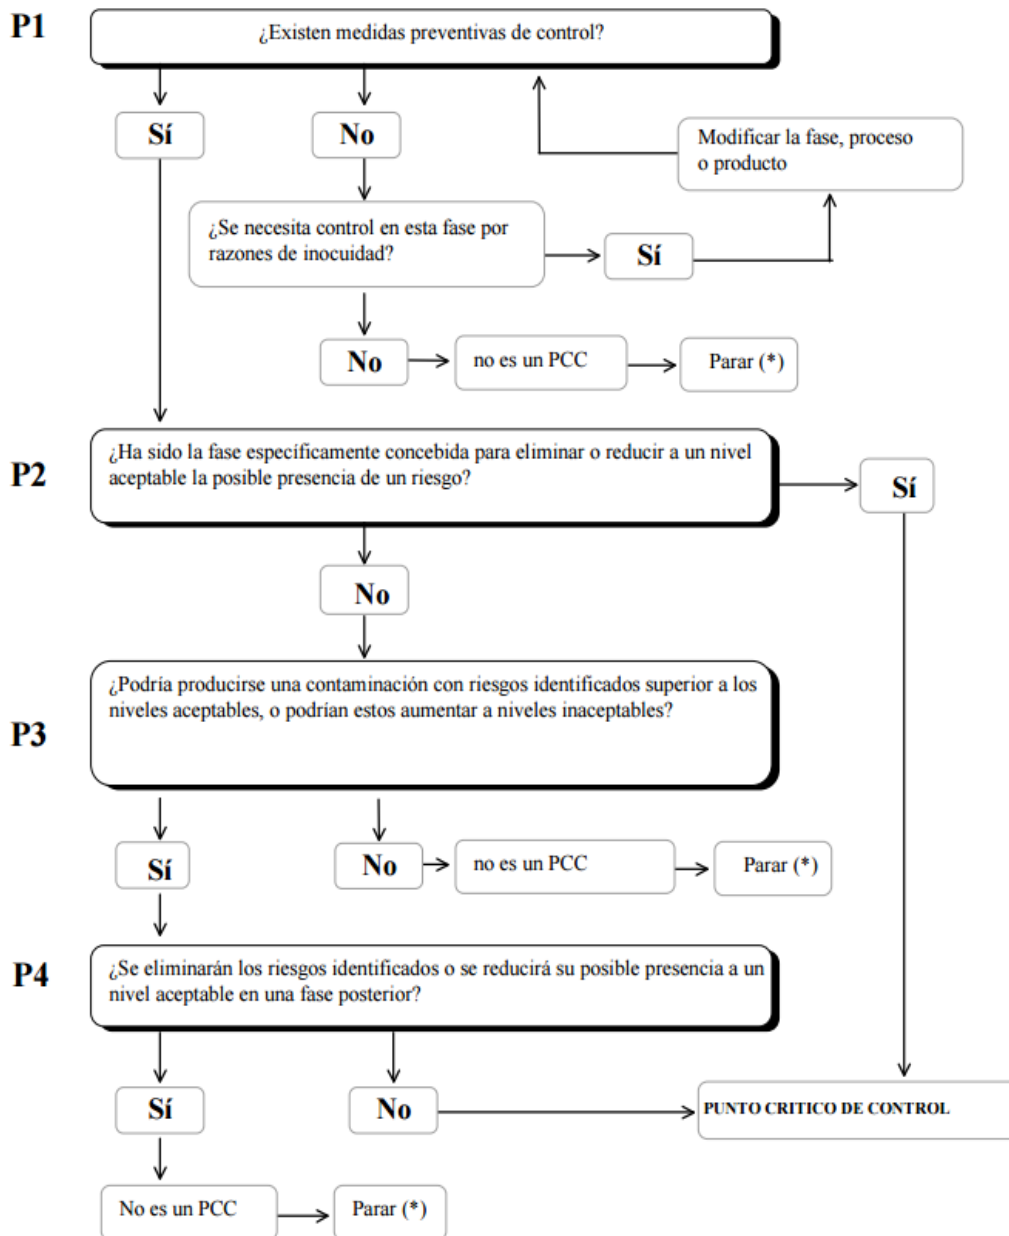 P1
¿Existen medidas preventivas de control?
Sí
No
Modificar la fase, proceso
o producto
¿Se necesita control en esta fase por
razones de inocuidad?
Sí
No
no es un PCC
Parar (*)
P2
¿Ha sido la fase específicamente concebida para eliminar o reducir a un nivel
aceptable la posible presencia de un riesgo?
Sí
No
P3
¿Podría producirse una contaminación con riesgos identificados superior a los
niveles aceptables, o podrían estos aumentar a niveles inaceptables?
Sí
No
no es un PCC
Parar (*)
P4
¿Se eliminarán los riesgos identificados o se reducirá su posible presencia a un
nivel aceptable en una fase posterior?
Sí
No
PUNTO CRITICO DE CONTROL
No es un PCC
Parar (*)